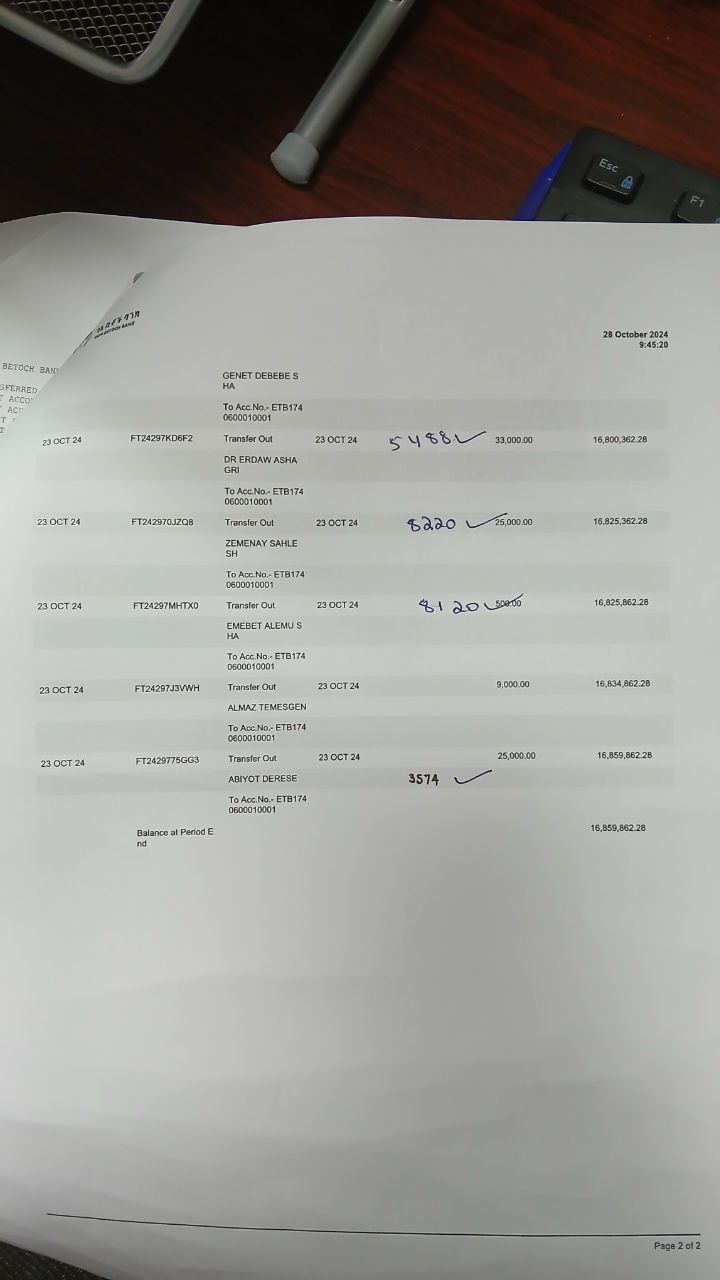 Esc
F1
BETOCH BAN
SFERRED
28 October 2024
9:45:20
GENET DEBEBE S
HA
To Acc.No.- ETB174
0600010001
23 OCT 24 FT24297KD6F2 Transfer Out 23 OCT 24 5488 ✓ 33,000.00 16,800,362.28
DR ERDAW ASHA
GRI
To Acc.No.- ETB174
0600010001
23 OCT 24 FT242970JZQ8 Transfer Out 23 OCT 24 8220 ✓ 25,000.00 16,825,362.28
ZEMENAY SAHLE
SH
To Acc.No.- ETB174
0600010001
23 OCT 24 FT24297MHTX0 Transfer Out 23 OCT 24 8120 ✓ 500.00 16,825,862.28
EMEBET ALEMU S
HA
To Acc.No.- ETB174
0600010001
23 OCT 24 FT24297J3VWH Transfer Out 23 OCT 24 9,000.00 16,834,862.28
ALMAZ TEMESGEN
To Acc.No.- ETB174
0600010001
23 OCT 24 FT2429775GG3 Transfer Out 23 OCT 24 25,000.00 16,859,862.28
ABIYOT DERESE 3574 ✓
To Acc.No.- ETB174
0600010001
Balance at Period E 16,859,862.28
nd
Page 2 of 2